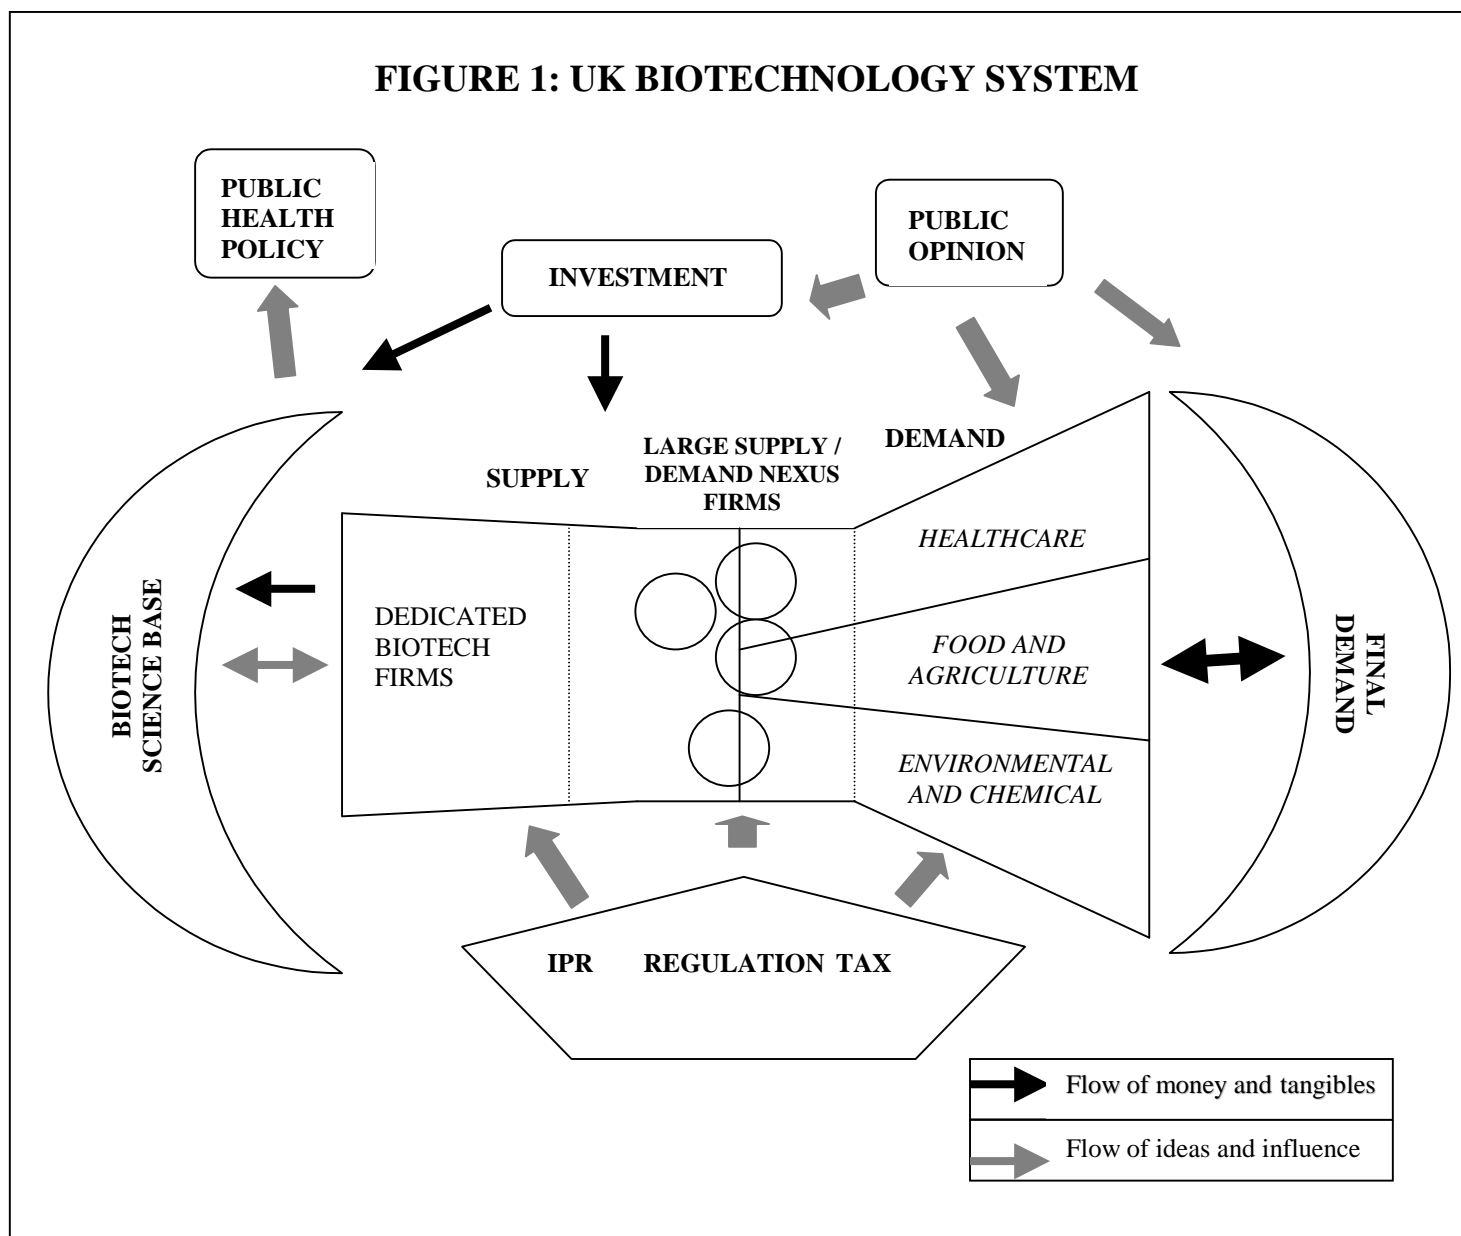 FIGURE 1: UK BIOTECHNOLOGY SYSTEM
PUBLIC
HEALTH
POLICY
INVESTMENT
PUBLIC
OPINION
SUPPLY
LARGE SUPPLY /
DEMAND NEXUS
FIRMS
DEMAND
BIOTECH
SCIENCE BASE
DEDICATED
BIOTECH
FIRMS
HEALTHCARE
FOOD AND
AGRICULTURE
ENVIRONMENTAL
AND CHEMICAL
FINAL
DEMAND
IPR REGULATION TAX
Flow of money and tangibles
Flow of ideas and influence